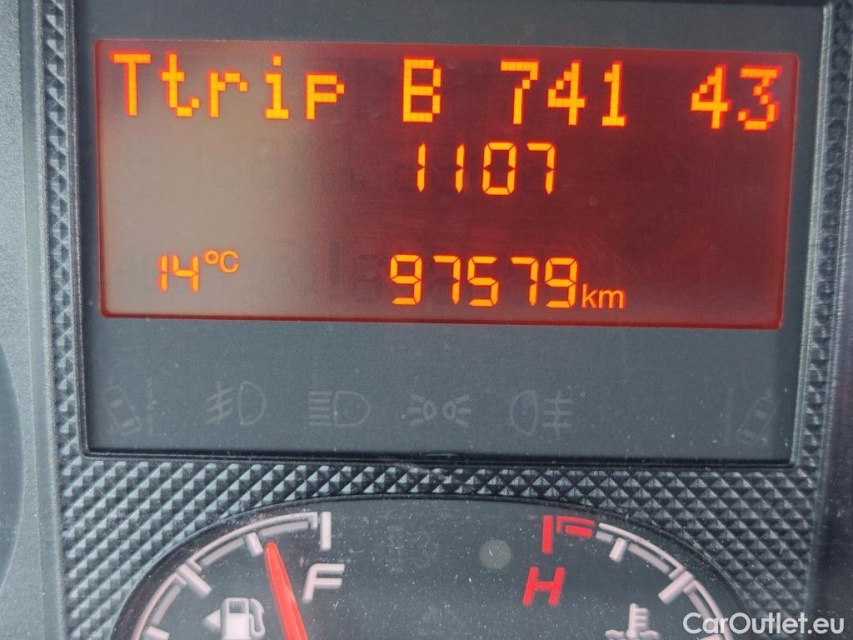 Ttrip B 741 43
1107
14°C 97579km
F H
CarOutlet.eu